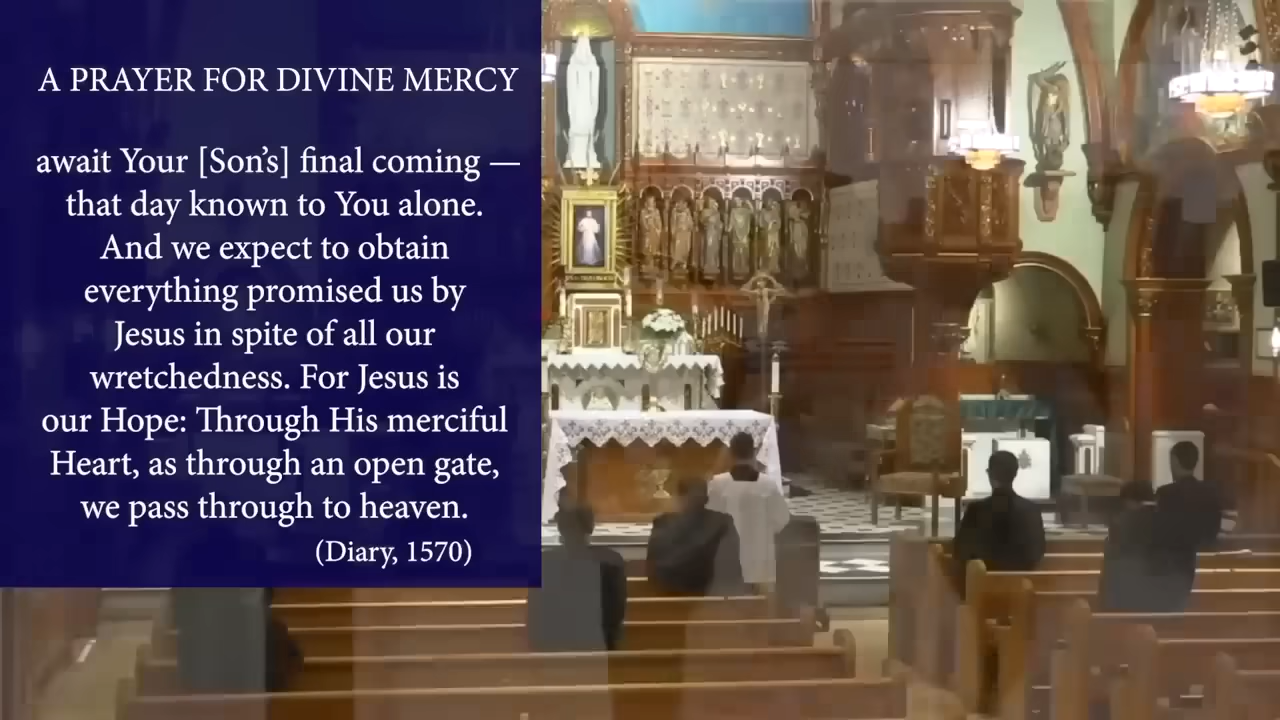 A PRAYER FOR DIVINE MERCY
await Your [Son’s] final coming —
that day known to You alone.
And we expect to obtain
everything promised us by
Jesus in spite of all our
wretchedness. For Jesus is
our Hope: Through His merciful
Heart, as through an open gate,
we pass through to heaven.
(Diary, 1570)